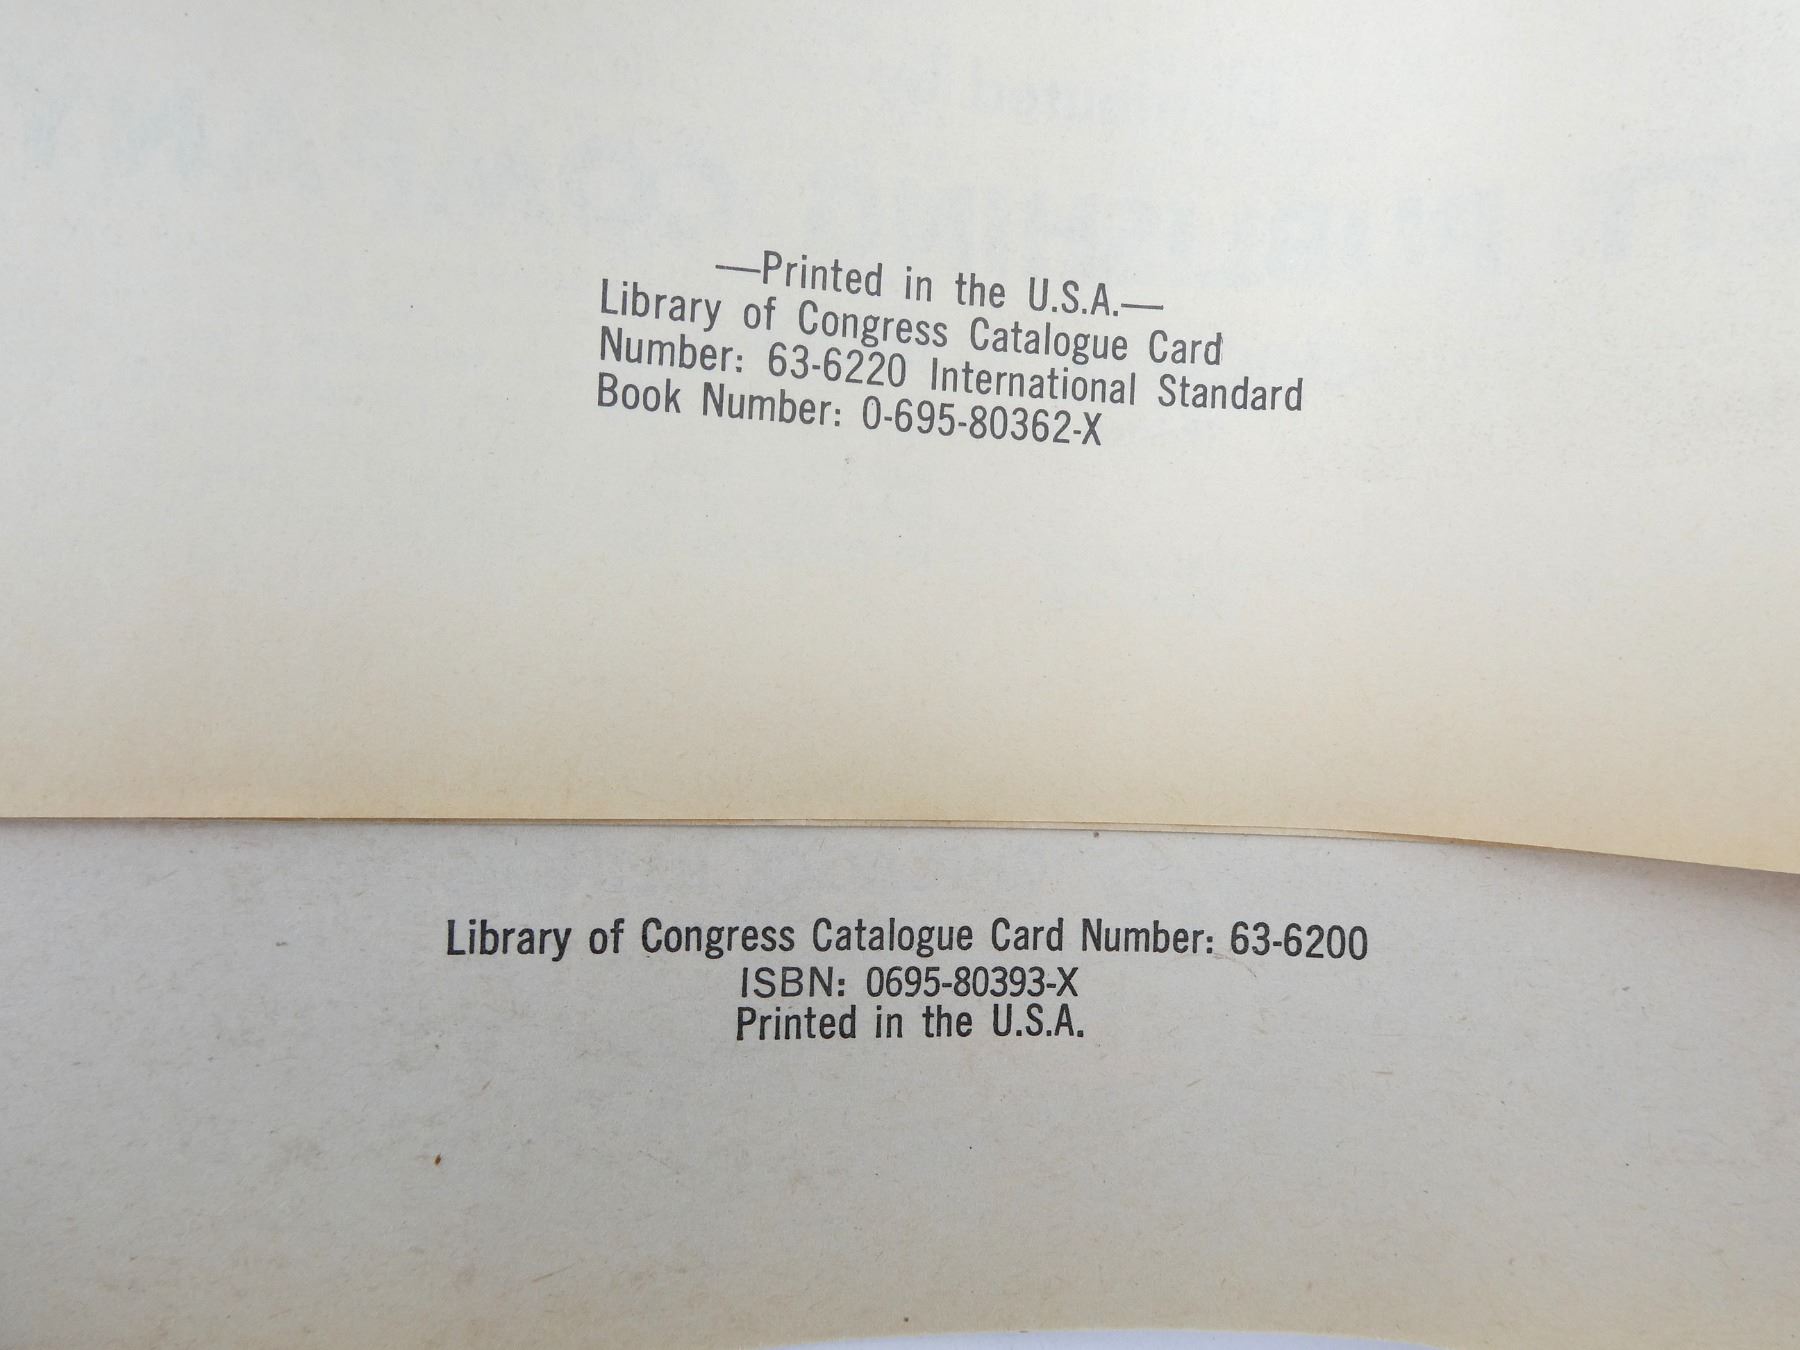 —Printed in the U.S.A.—
Library of Congress Catalogue Card
Number: 63-6220 International Standard
Book Number: 0-695-80362-X
Library of Congress Catalogue Card Number: 63-6200
ISBN: 0695-80393-X
Printed in the U.S.A.